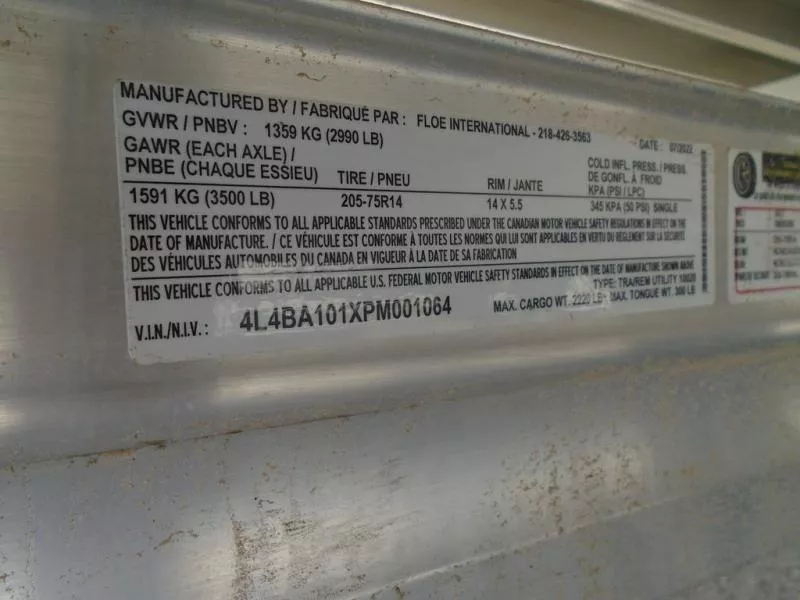 MANUFACTURED BY / FABRIQUÉ PAR : FLOE INTERNATIONAL - 218-426-3563
GVWR / PNBV : 1359 KG (2990 LB) DATE : 07/2022
GAWR (EACH AXLE) /
PNBE (CHAQUE ESSIEU) TIRE / PNEU RIM / JANTE COLD INFL. PRESS. / PRESS.
DE GONFL. À FROID
KPA (PSI / LPC)
1591 KG (3500 LB) 205-75R14 14 X 5.5 345 KPA (50 PSI) SINGLE
THIS VEHICLE CONFORMS TO ALL APPLICABLE STANDARDS PRESCRIBED UNDER THE CANADIAN MOTOR VEHICLE SAFETY REGULATIONS IN EFFECT ON THE
DATE OF MANUFACTURE. / CE VÉHICULE EST CONFORME À TOUTES LES NORMES QUI LUI SONT APPLICABLES EN VERTU DU RÈGLEMENT SUR LA SÉCURITÉ
DES VÉHICULES AUTOMOBILES DU CANADA EN VIGUEUR À LA DATE DE SA FABRICATION
THIS VEHICLE CONFORMS TO ALL APPLICABLE U.S. FEDERAL MOTOR VEHICLE SAFETY STANDARDS IN EFFECT ON THE DATE OF MANUFACTURE SHOWN ABOVE
TYPE: TRA/REM UTILITY
V.I.N./N.I.V. : 4L4BA101XPM001064 MAX. CARGO WT. 2220 LB - MAX. TONGUE WT. 300 LB